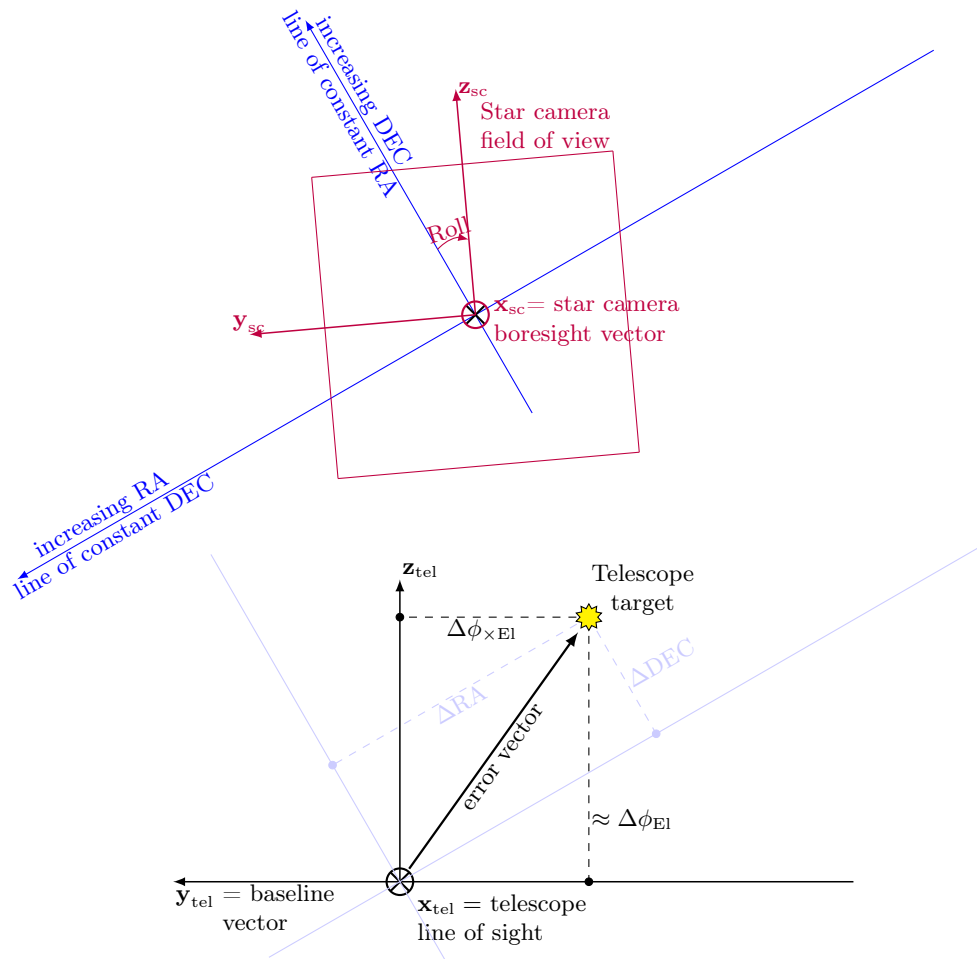 increasing DEC
line of constant RA
z_sc
Star camera
field of view
Roll
y_sc
x_sc= star camera
boresight vector
increasing RA
line of constant DEC
z_tel
Telescope
target
Δϕ_×El
ΔDEC
ΔRA
error vector
≈ Δϕ_El
y_tel = baseline
vector
x_tel = telescope
line of sight